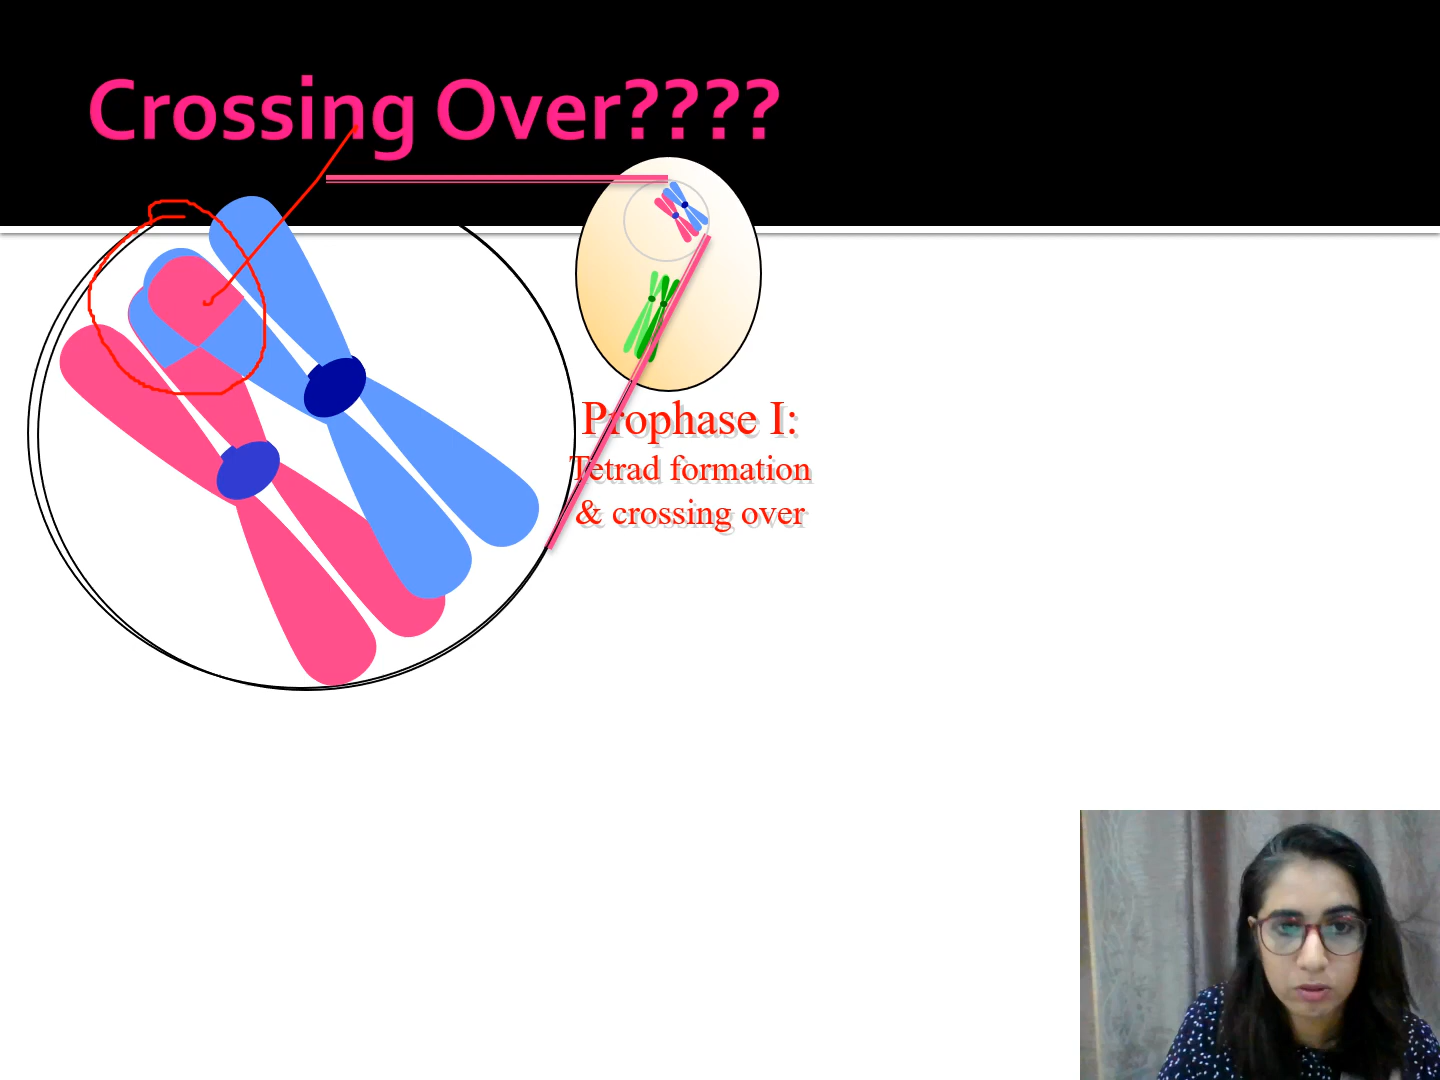 Crossing Over????
Prophase I:
Tetrad formation
& crossing over